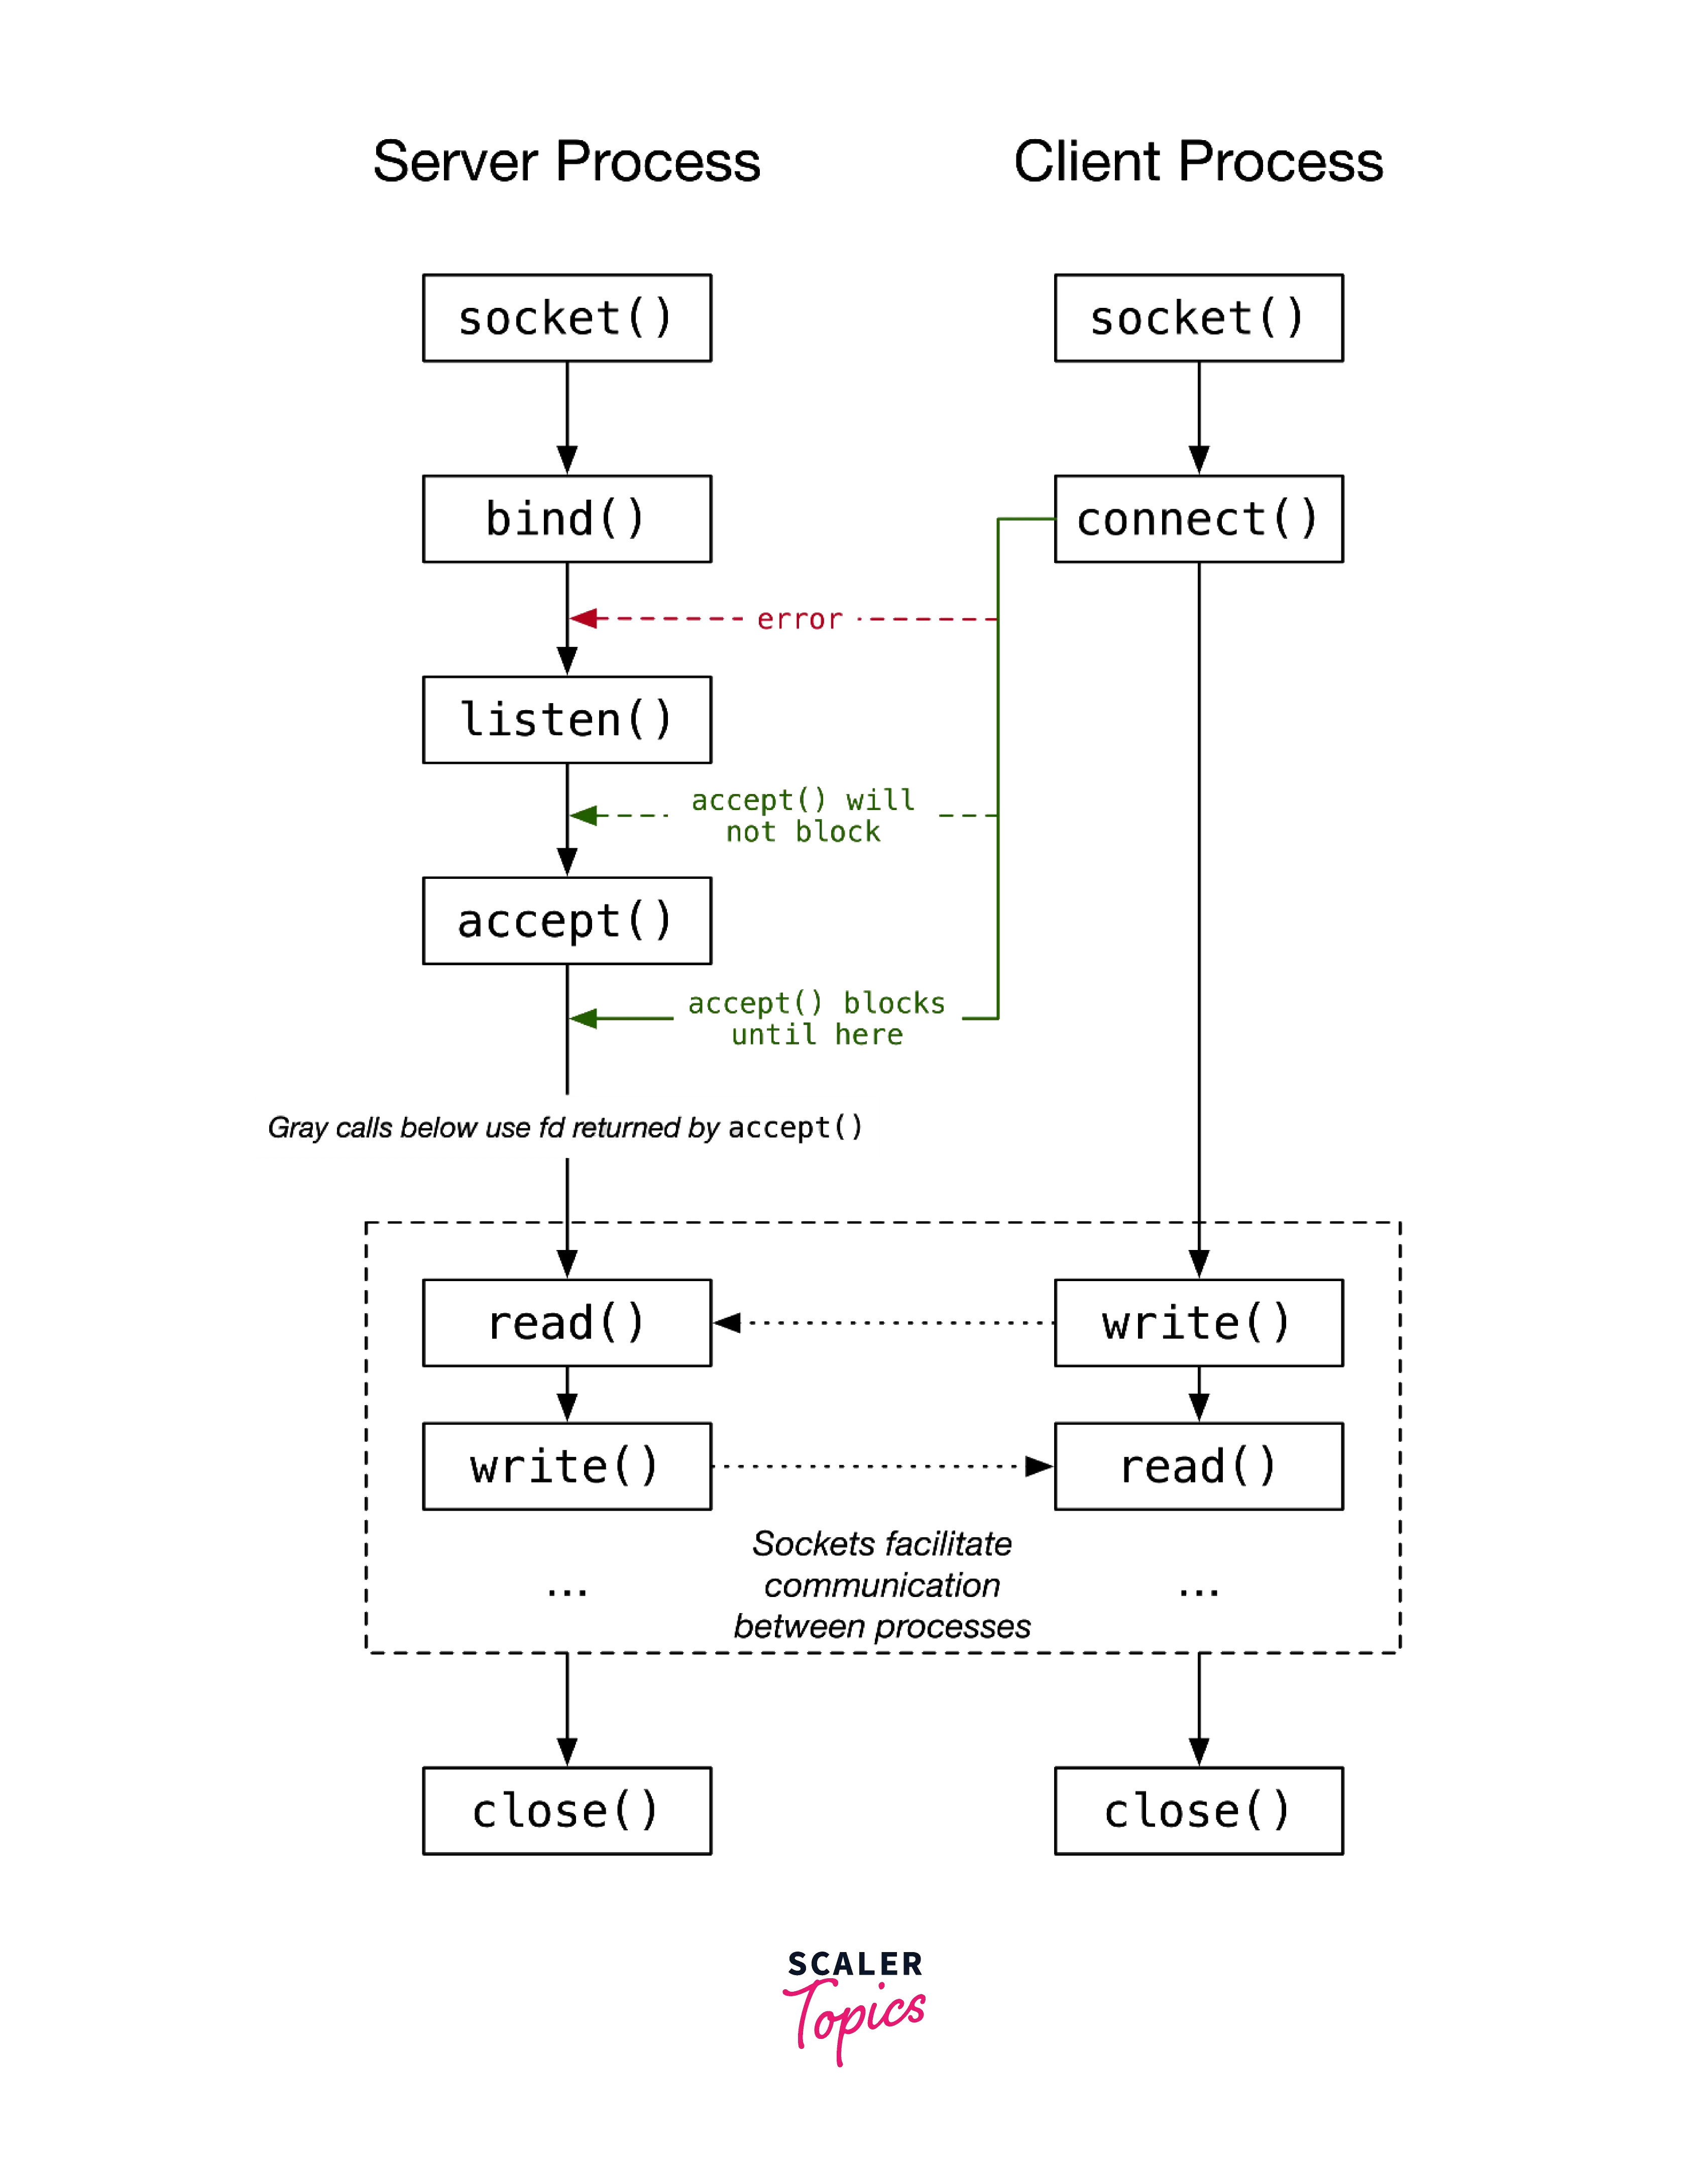 Server Process
Client Process
socket()
socket()
bind()
connect()
error
listen()
accept() will
not block
accept()
accept() blocks
until here
Gray calls below use fd returned by accept()
read()
write()
write()
read()
Sockets facilitate
... communication ...
between processes
close()
close()
SCALER
Topics